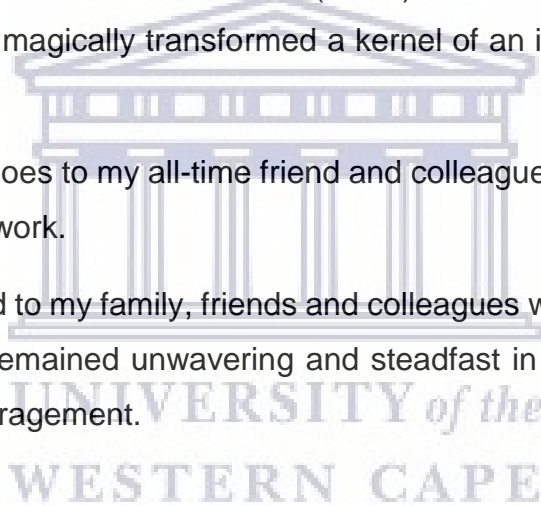 magically transformed a kernel of an i
oes to my all-time friend and colleague
work.
d to my family, friends and colleagues w
emained unwavering and steadfast in
ragement.
UNIVERSITY of the
WESTERN CAPE